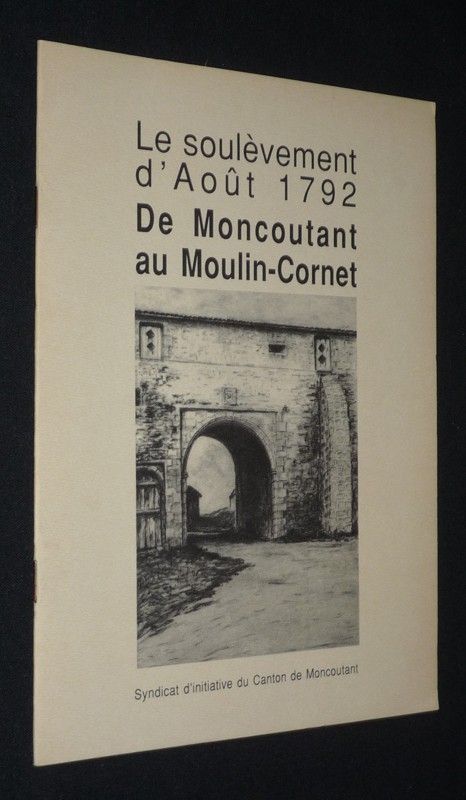 Le soulèvement
d'Août 1792
De Moncoutant
au Moulin-Cornet
Syndicat d'initiative du Canton de Moncoutant